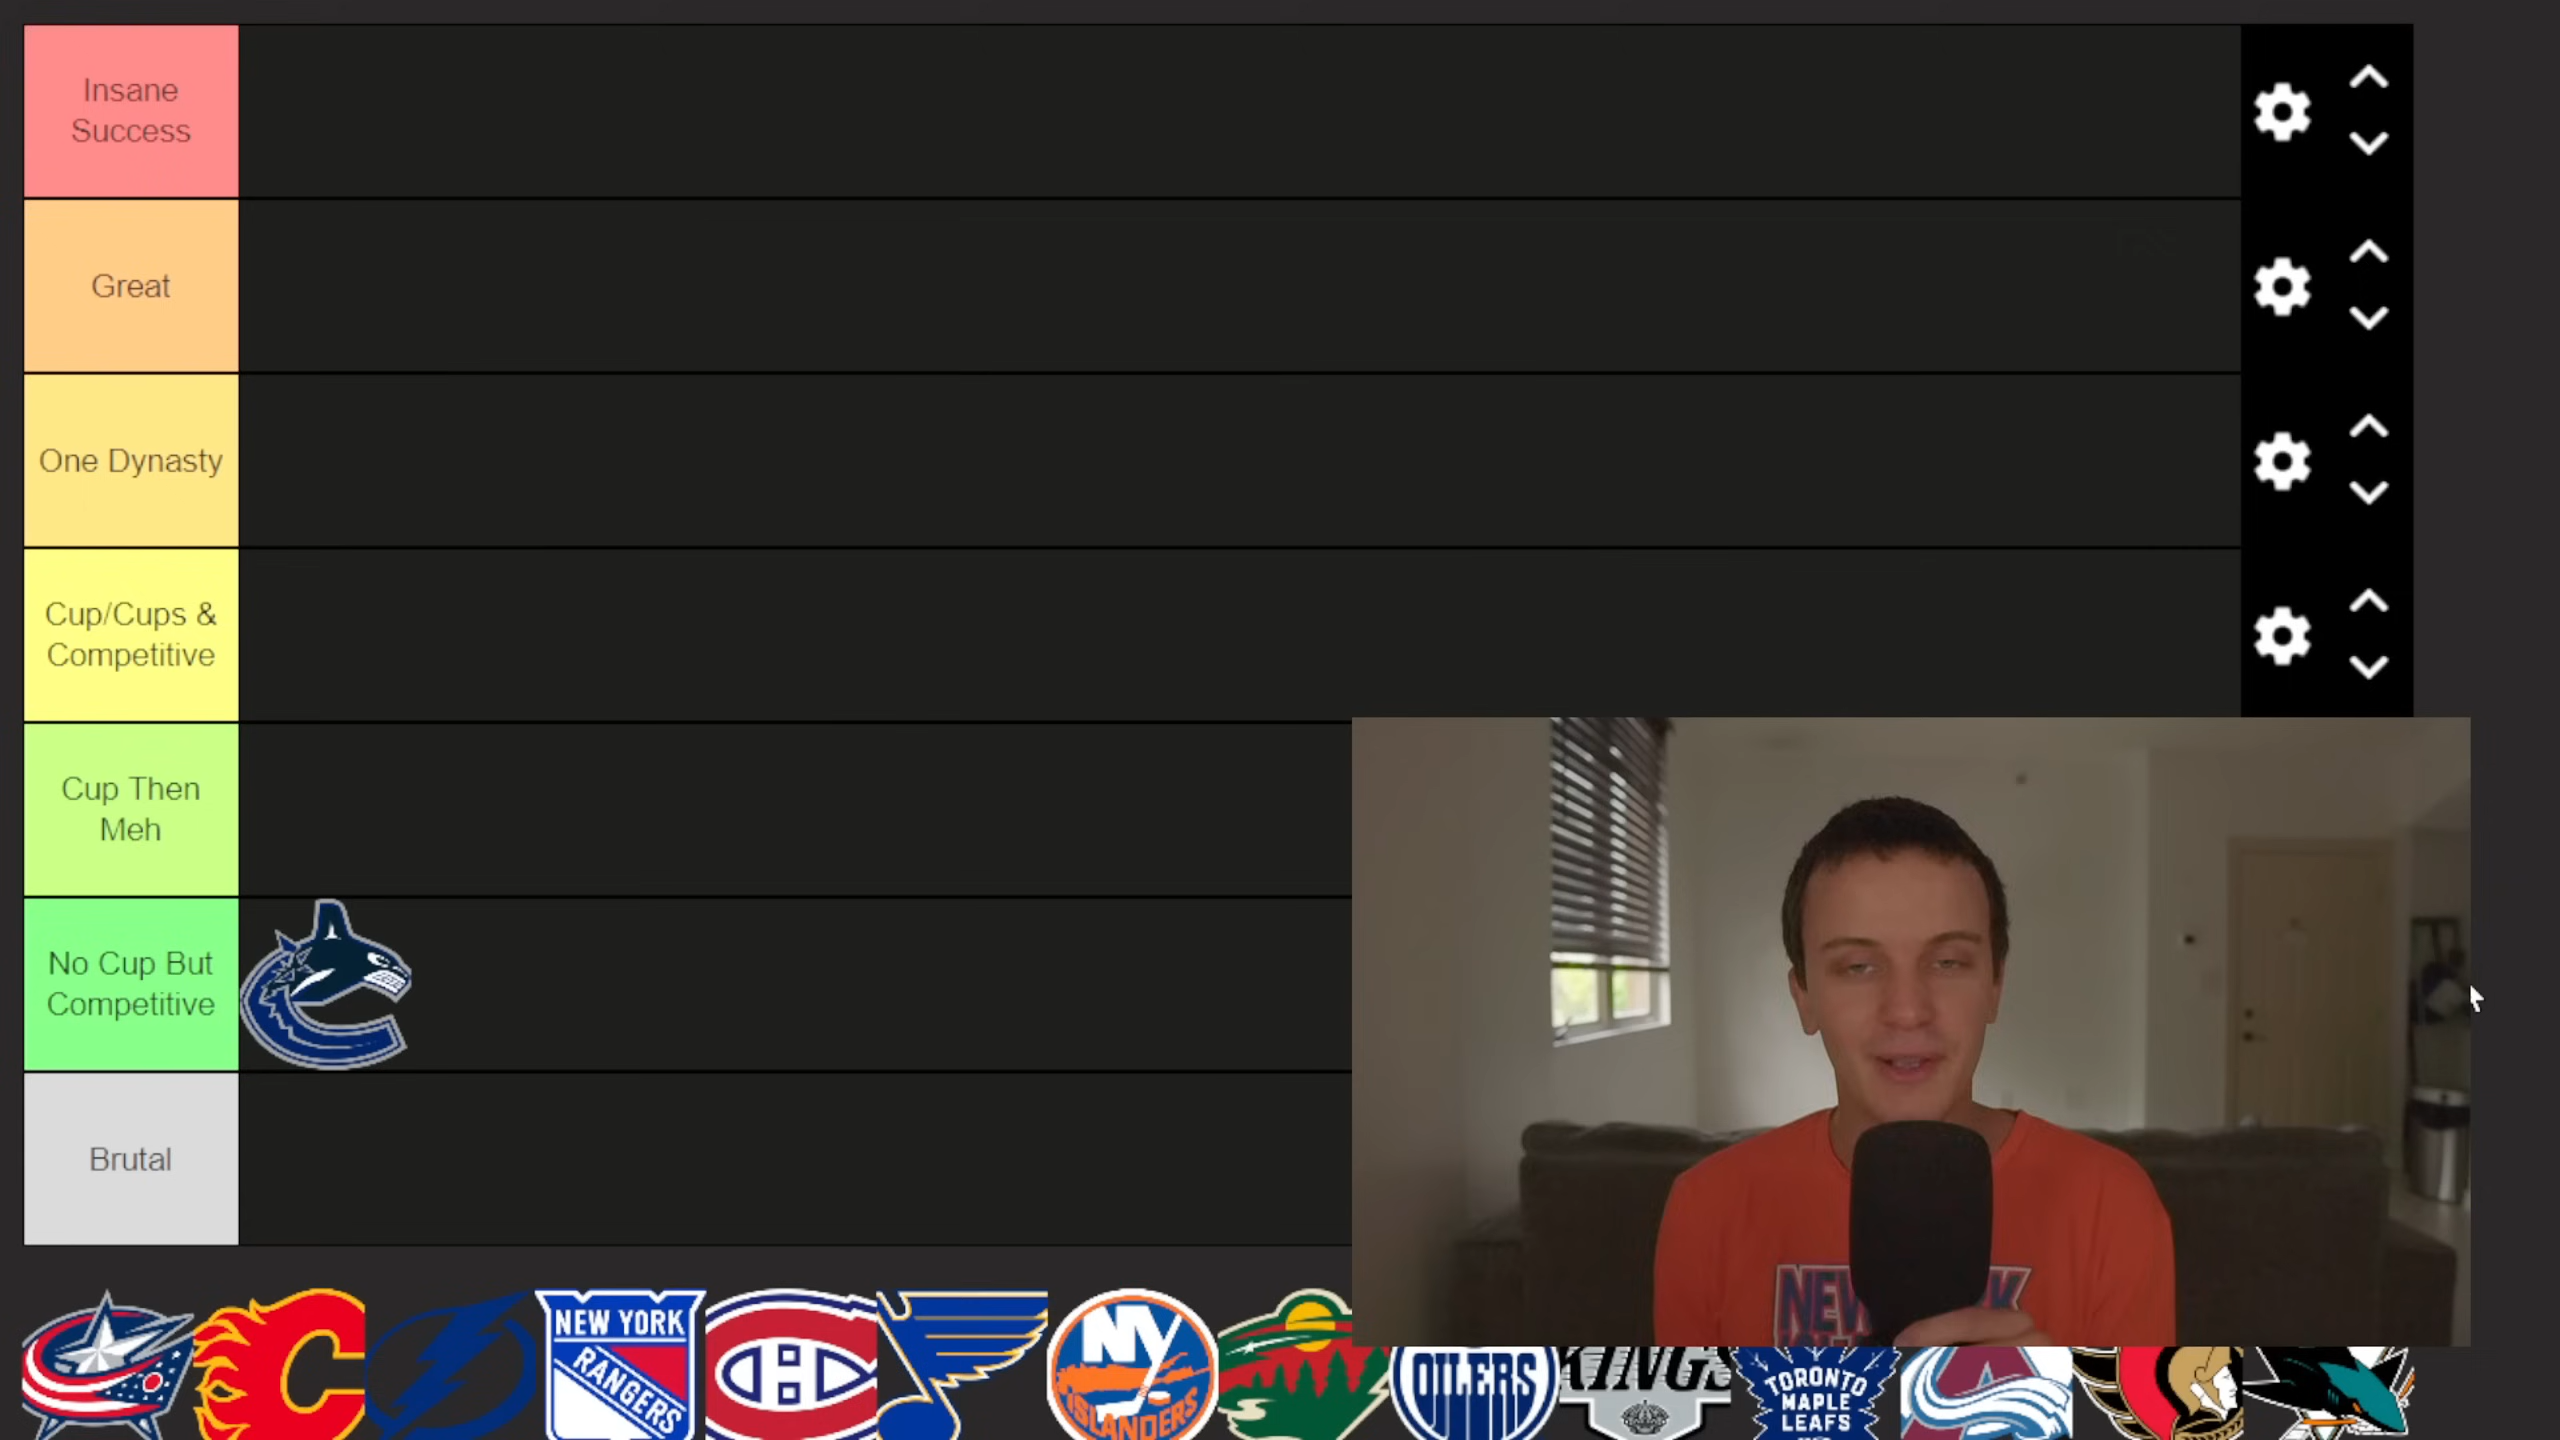 Insane
Success
Great
One Dynasty
Cup/Cups &
Competitive
Cup Then
Meh
No Cup But
Competitive
Brutal
NEW YORK
RANGERS
NY
ISLANDERS
OILERS
KINGS
TORONTO
MAPLE
LEAFS